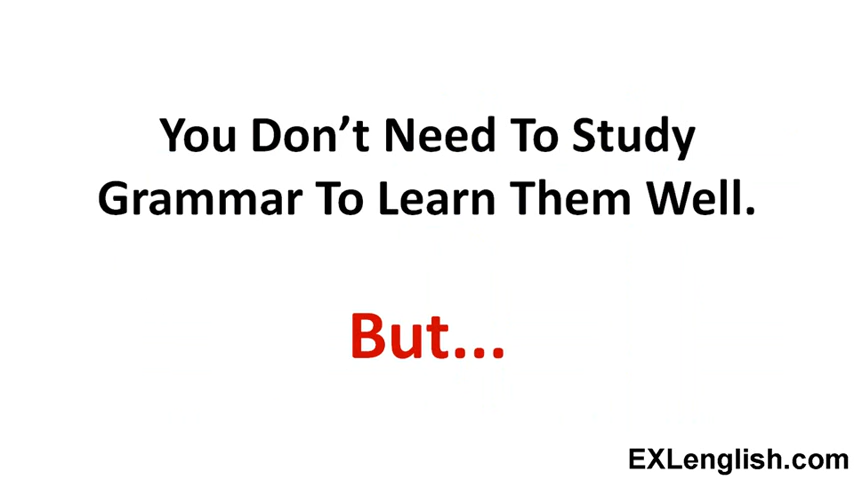 You Don’t Need To Study
Grammar To Learn Them Well.
But...
EXLenglish.com